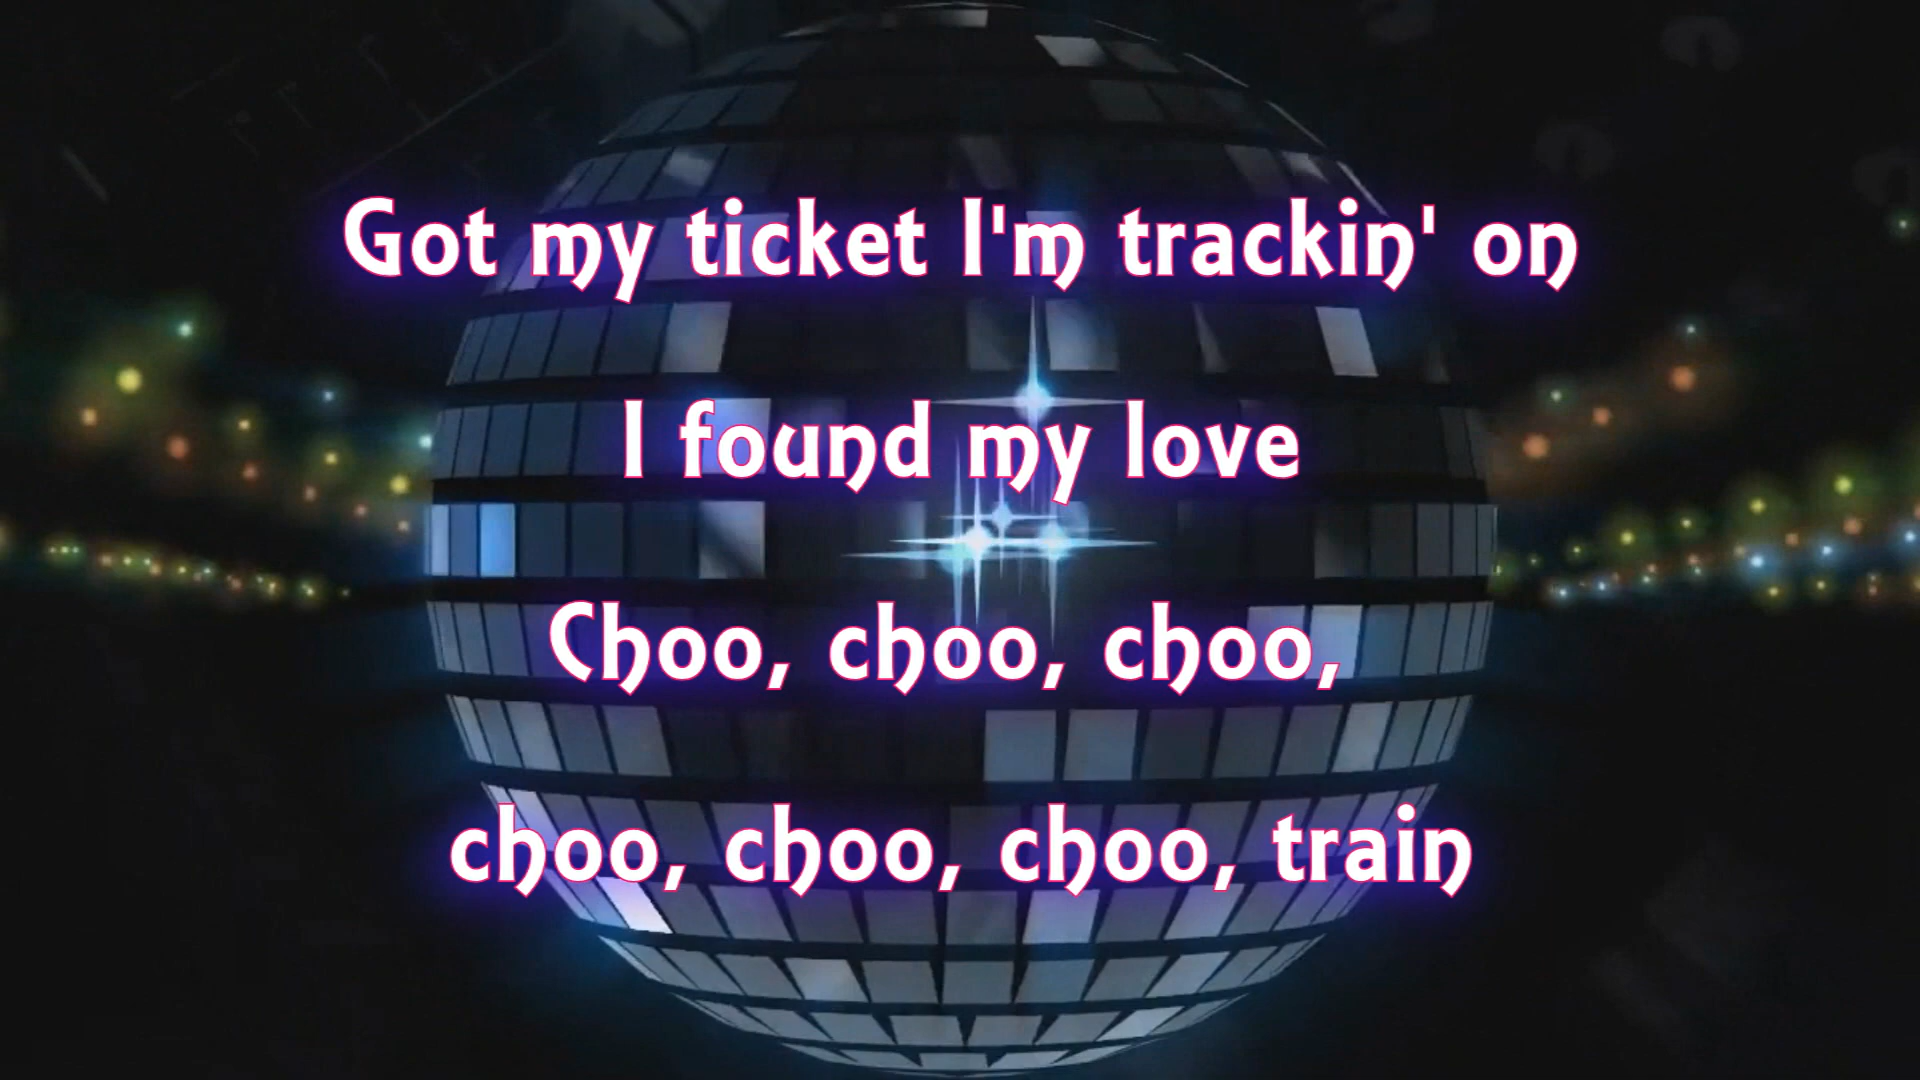 Got my ticket I'm trackin' on
I found my love
Choo, choo, choo,
choo, choo, choo, train